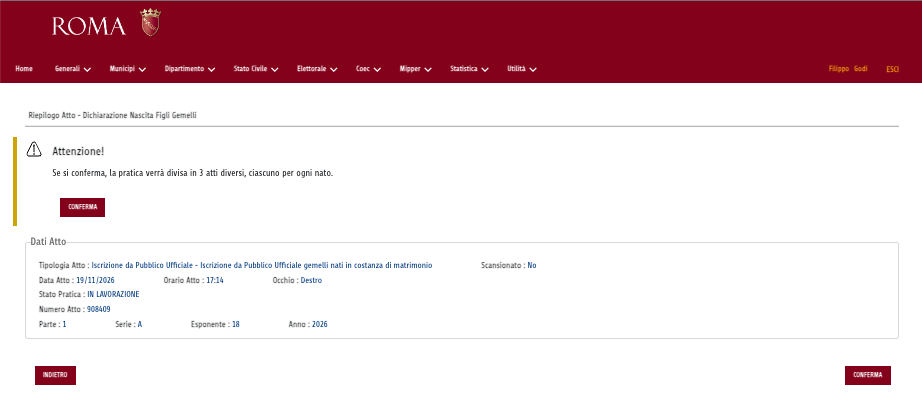 ROMA
Home Generali Municipi Dipartimento Stato Civile Elettorale Coec Mipper Statistica Utilità Filippo Godi ESCI
Riepilogo Atto - Dichiarazione Nascita Figli Gemelli
Attenzione!
Se si conferma, la pratica verrà divisa in 3 atti diversi, ciascuno per ogni nato.
CONFERMA
Dati Atto
Tipologia Atto : Iscrizione da Pubblico Ufficiale - Iscrizione da Pubblico Ufficiale gemelli nati in costanza di matrimonio Scansionato : No
Data Atto : 19/11/2026 Orario Atto : 17:14 Occhio : Destro
Stato Pratica : IN LAVORAZIONE
Numero Atto : 908409
Parte : 1 Serie : A Esponente : 18 Anno : 2026
INDIETRO CONFERMA